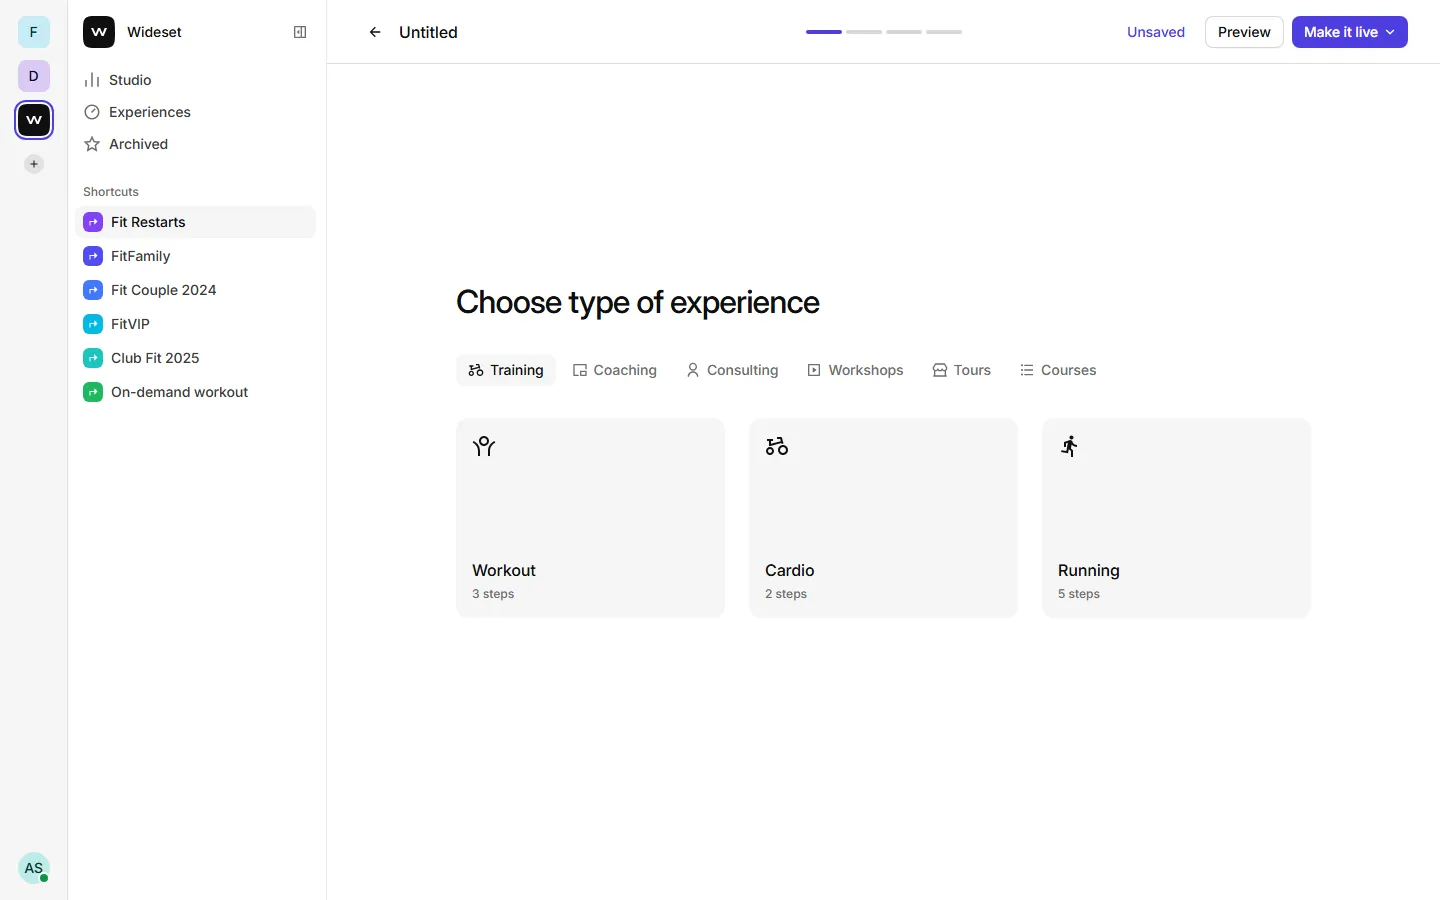 F
D
W
+
AS
W Wideset
Studio
Experiences
Archived
Shortcuts
Fit Restarts
FitFamily
Fit Couple 2024
FitVIP
Club Fit 2025
On-demand workout
Untitled
Unsaved
Preview
Make it live
Choose type of experience
Training Coaching Consulting Workshops Tours Courses
Workout
3 steps
Cardio
2 steps
Running
5 steps